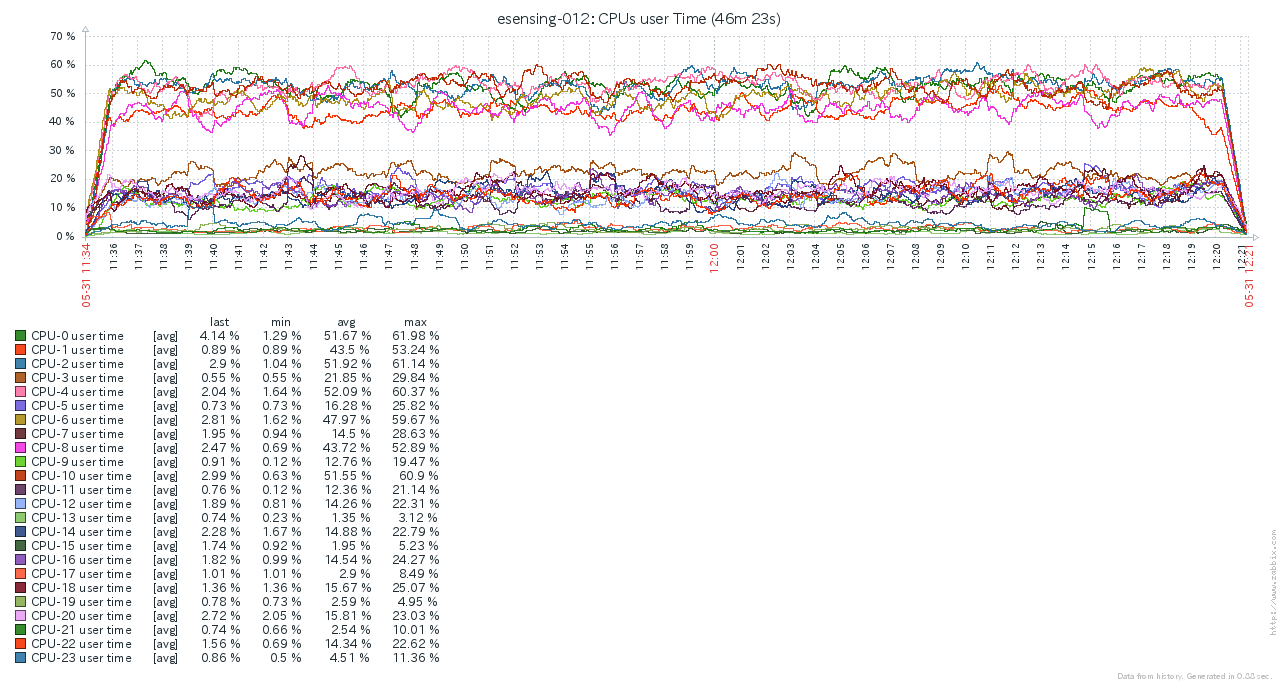 esensing-012: CPUs user Time (46m 23s)
70 %
60 %
50 %
40 %
30 %
20 %
10 %
0 %
05-31 11:34
11:36
11:37
11:38
11:39
11:40
11:41
11:42
11:43
11:44
11:45
11:46
11:47
11:48
11:49
11:50
11:51
11:52
11:53
11:54
11:55
11:56
11:57
11:58
11:59
12:00
12:01
12:02
12:03
12:04
12:05
12:06
12:07
12:08
12:09
12:10
12:11
12:12
12:13
12:14
12:15
12:16
12:17
12:18
12:19
12:20
12:21
05-31 12:21
last min avg max
CPU-0 user time [avg] 4.14 % 1.29 % 51.67 % 61.98 %
CPU-1 user time [avg] 0.89 % 0.89 % 43.5 % 53.24 %
CPU-2 user time [avg] 2.9 % 1.04 % 51.92 % 61.14 %
CPU-3 user time [avg] 0.55 % 0.55 % 21.85 % 29.84 %
CPU-4 user time [avg] 2.04 % 1.64 % 52.09 % 60.37 %
CPU-5 user time [avg] 0.73 % 0.73 % 16.28 % 25.82 %
CPU-6 user time [avg] 2.81 % 1.62 % 47.97 % 59.67 %
CPU-7 user time [avg] 1.95 % 0.94 % 14.5 % 28.63 %
CPU-8 user time [avg] 2.47 % 0.69 % 43.72 % 52.89 %
CPU-9 user time [avg] 0.91 % 0.12 % 12.76 % 19.47 %
CPU-10 user time [avg] 2.99 % 0.63 % 51.55 % 60.9 %
CPU-11 user time [avg] 0.76 % 0.12 % 12.36 % 21.14 %
CPU-12 user time [avg] 1.89 % 0.81 % 14.26 % 22.31 %
CPU-13 user time [avg] 0.74 % 0.23 % 1.35 % 3.12 %
CPU-14 user time [avg] 2.28 % 1.67 % 14.88 % 22.79 %
CPU-15 user time [avg] 1.74 % 0.92 % 1.95 % 5.23 %
CPU-16 user time [avg] 1.82 % 0.99 % 14.54 % 24.27 %
CPU-17 user time [avg] 1.01 % 1.01 % 2.9 % 8.49 %
CPU-18 user time [avg] 1.36 % 1.36 % 15.67 % 25.07 %
CPU-19 user time [avg] 0.78 % 0.73 % 2.59 % 4.95 %
CPU-20 user time [avg] 2.72 % 2.05 % 15.81 % 23.03 %
CPU-21 user time [avg] 0.74 % 0.66 % 2.54 % 10.01 %
CPU-22 user time [avg] 1.56 % 0.69 % 14.34 % 22.62 %
CPU-23 user time [avg] 0.86 % 0.5 % 4.51 % 11.36 %
http://www.zabbix.com
Data from history. Generated in 0.88 sec.